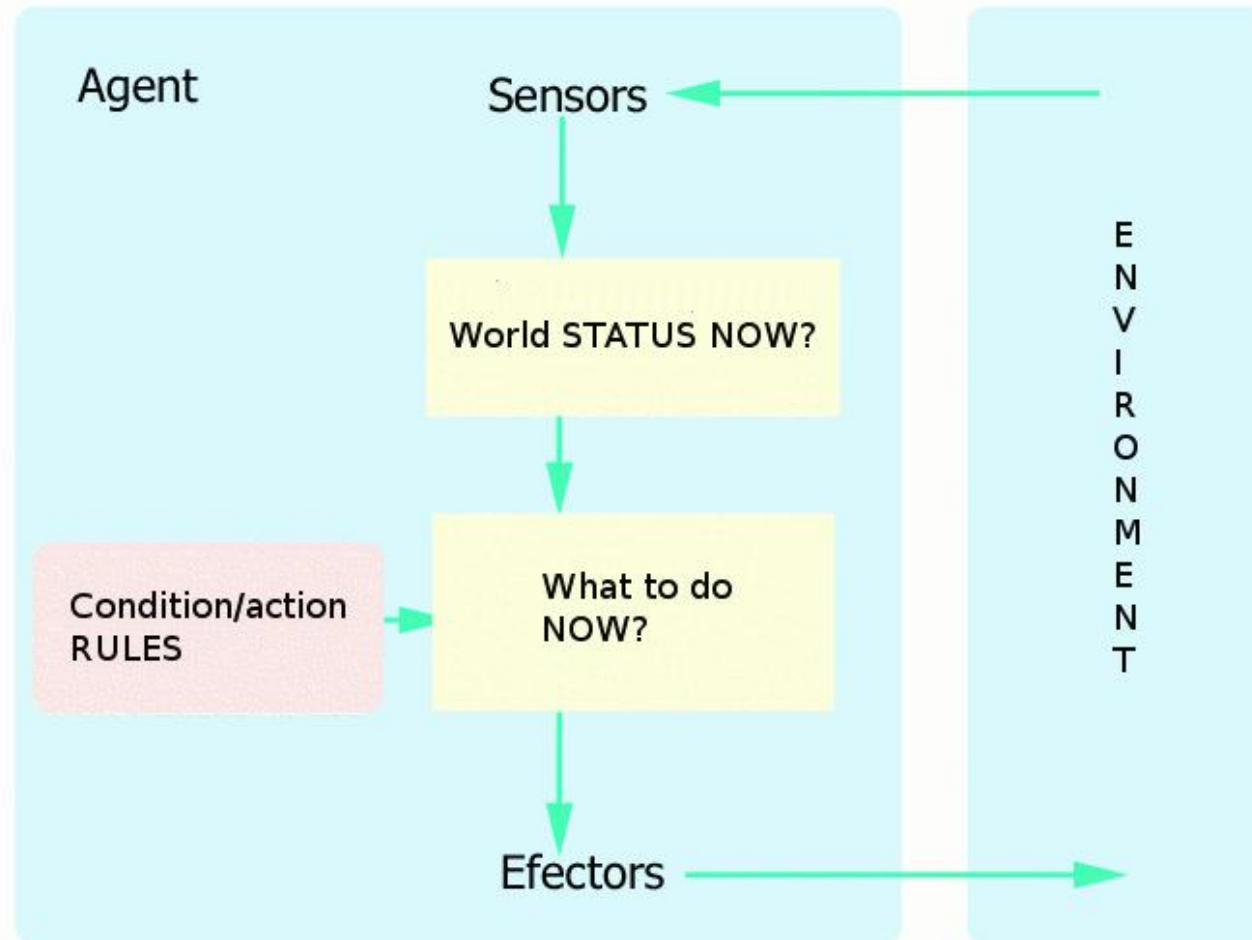 Agent
Sensors
World STATUS NOW?
Condition/action
RULES
What to do
NOW?
Efectors
E
N
V
I
R
O
N
M
E
N
T